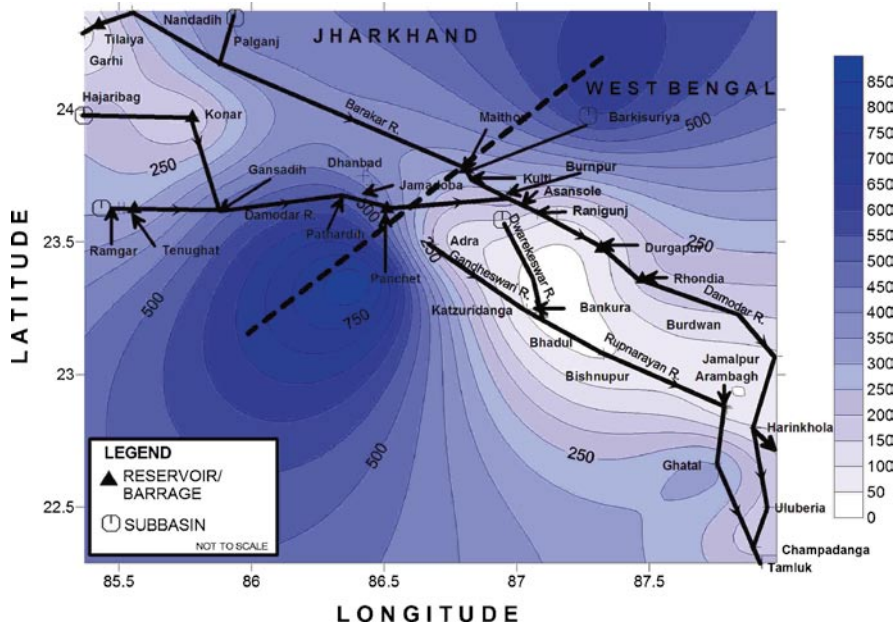 JHARKHAND
WEST BENGAL
Nandadih
Tilaiya
Palganj
Garhi
Hajaribag
Konar
Barakar R.
Maithon
Barkisuriya
500
24
250
Gansadih
Dhanbad
Jamadoba
Kulti
Burnpur
Asansole
Ranigunj
Damodar R.
500
Pathardih
Ramgar
Tenughat
Panchet
250
Adra
Dwarekeswar R.
Gandheswari R.
Durgapur
250
Rhondia
Damodar R.
23.5
500
750
Katzuridanga
Bankura
Burdwan
Bhadul
Rupnarayan R.
Bishnupur
Jamalpur
Arambagh
23
Harinkhola
500
250
Ghatal
22.5
Uluberia
Champadanga
Tamluk
LEGEND
RESERVOIR/
BARRAGE
SUBBASIN
NOT TO SCALE
85.5 86 86.5 87 87.5
LONGITUDE
LATITUDE
850
800
750
700
650
600
550
500
450
400
350
300
250
200
150
100
50
0